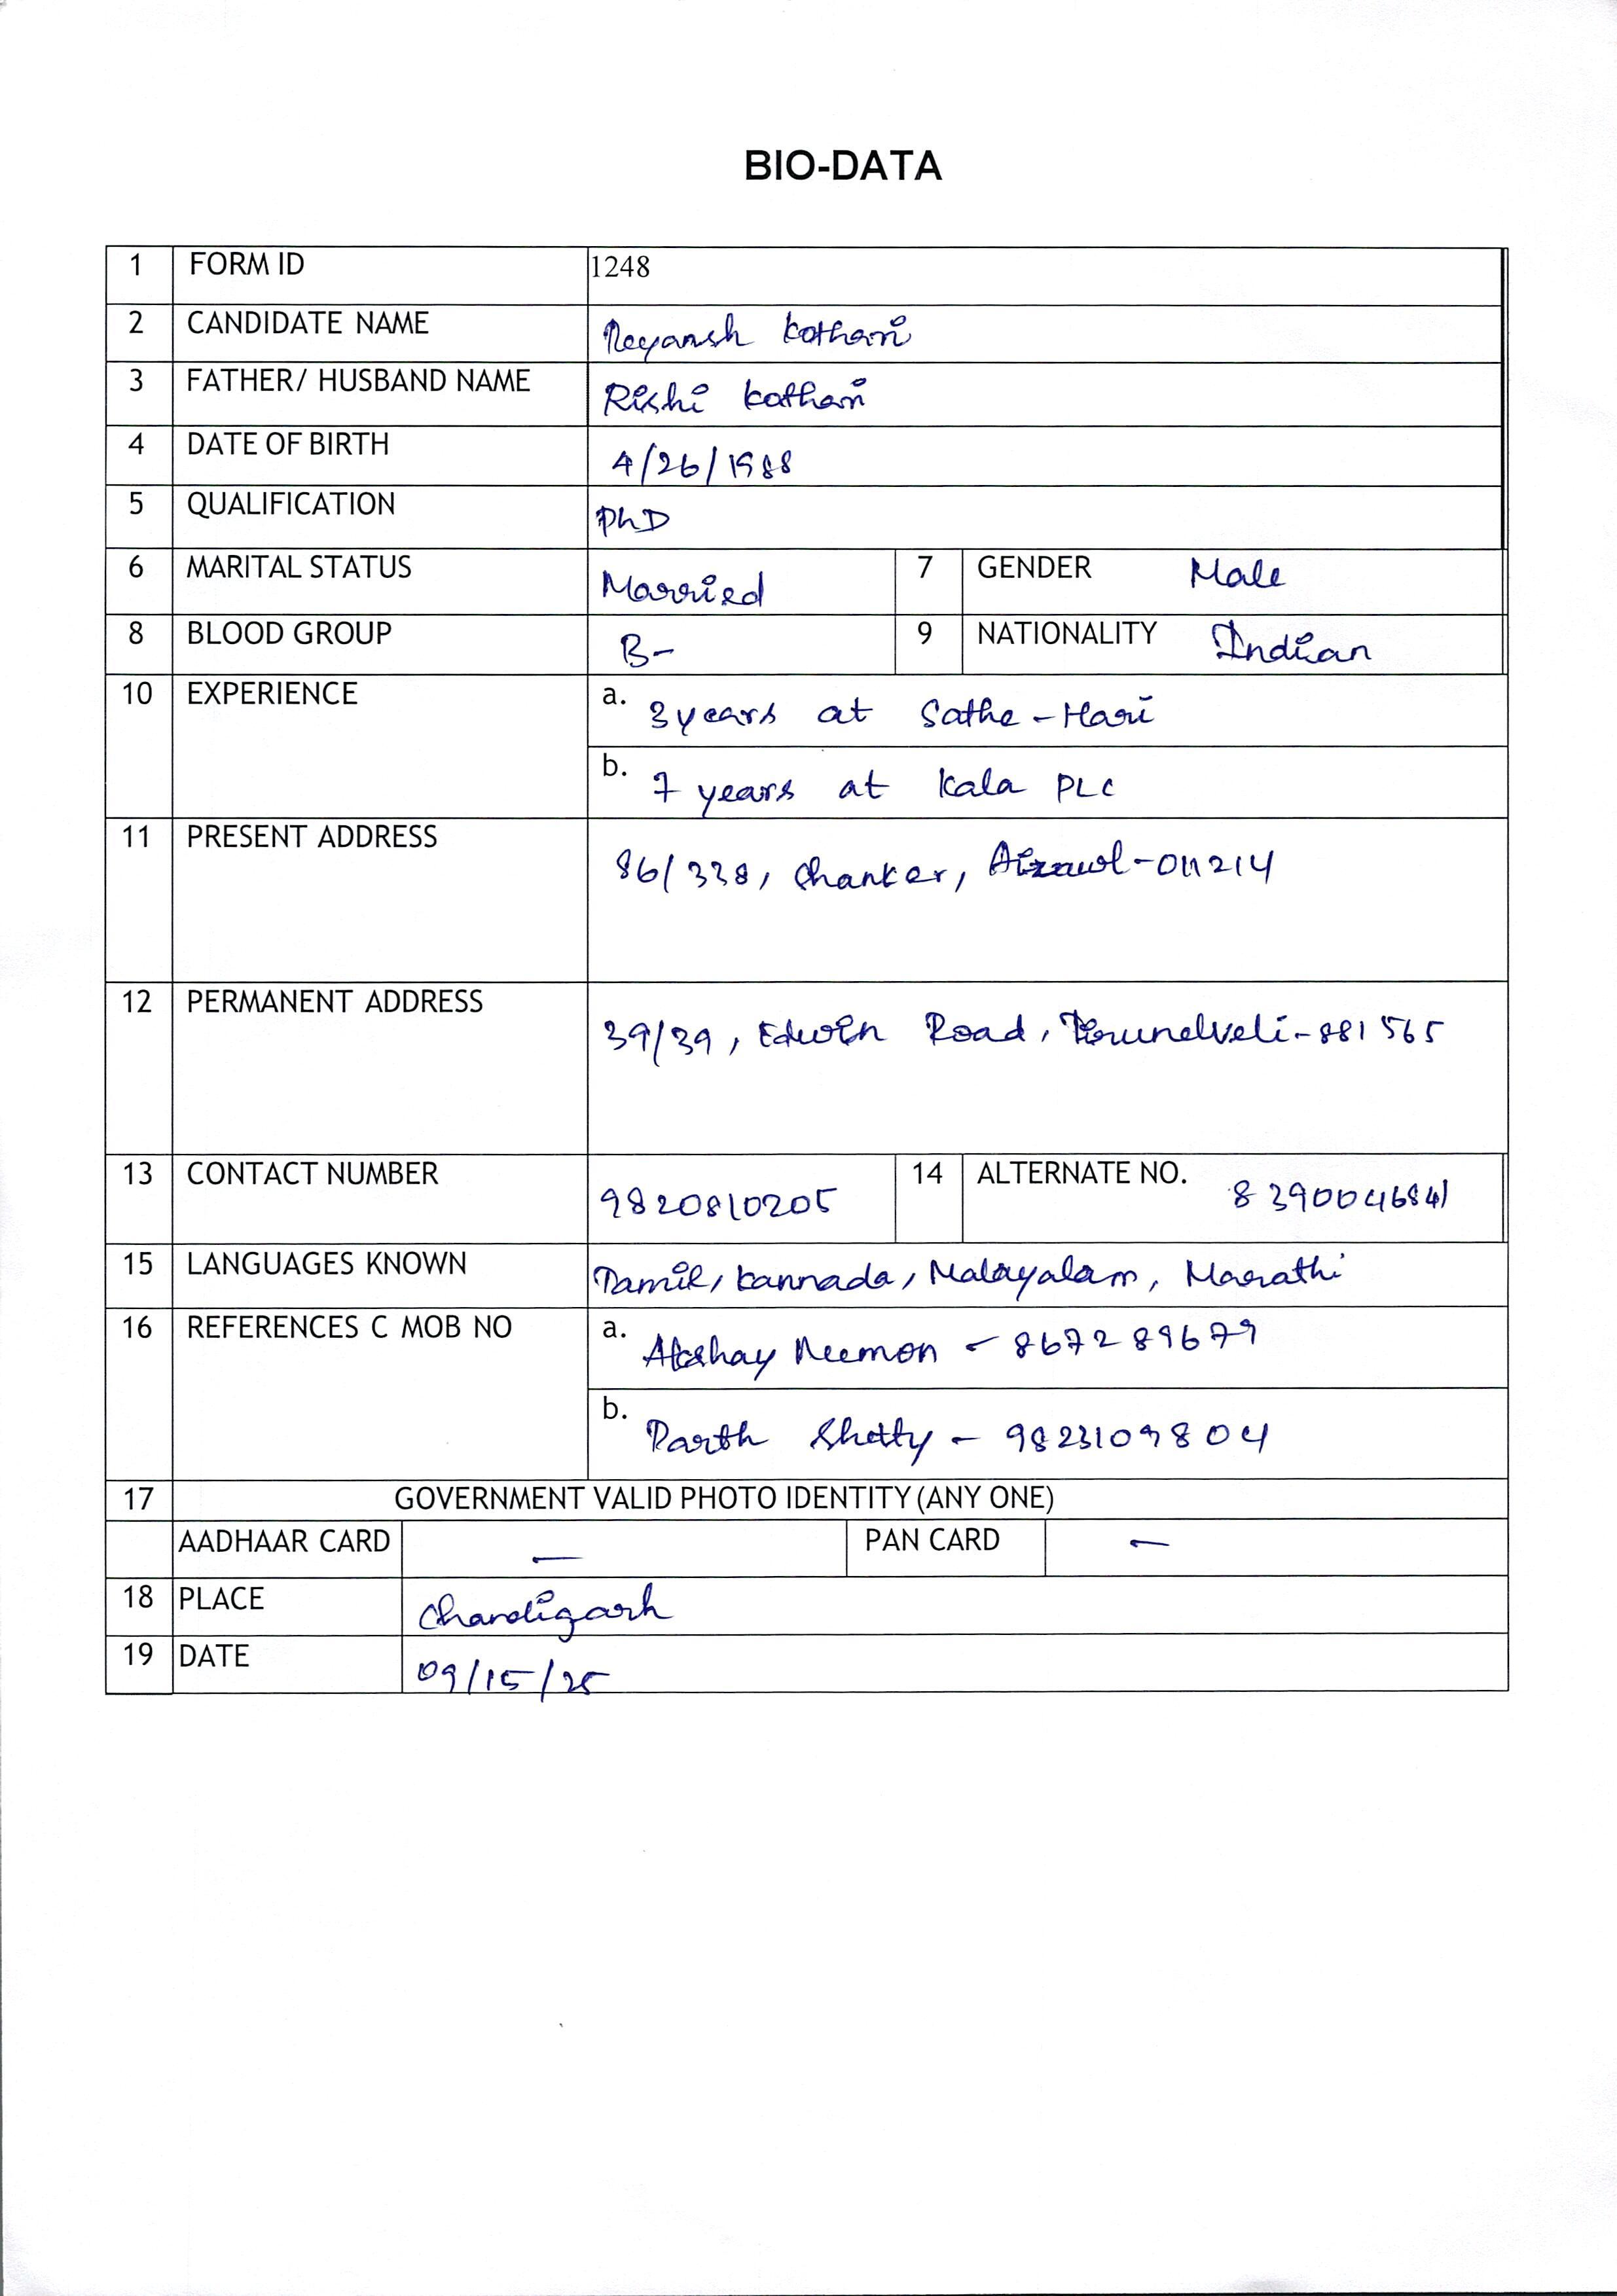 BIO-DATA
1 FORM ID 1248
2 CANDIDATE NAME Reyansh Kothari
3 FATHER/ HUSBAND NAME Rishi Kothari
4 DATE OF BIRTH 4/26/1988
5 QUALIFICATION PhD
6 MARITAL STATUS Married 7 GENDER Male
8 BLOOD GROUP B- 9 NATIONALITY Indian
10 EXPERIENCE a. 3 years at Sathe - Hari
b. 7 years at Kala PLC
11 PRESENT ADDRESS 86/338, Chanker, Aizawl - 011214
12 PERMANENT ADDRESS 39/39, Edwin Road, Tirunelveli - 881565
13 CONTACT NUMBER 9820810205 14 ALTERNATE NO. 8390046841
15 LANGUAGES KNOWN Tamil, Kannada, Malayalam, Marathi
16 REFERENCES C MOB NO a. Akshay - 867289679
b. Parth Shetty - 9823109804
17 GOVERNMENT VALID PHOTO IDENTITY (ANY ONE)
AADHAAR CARD — PAN CARD —
18 PLACE Chandigarh
19 DATE 09/15/25